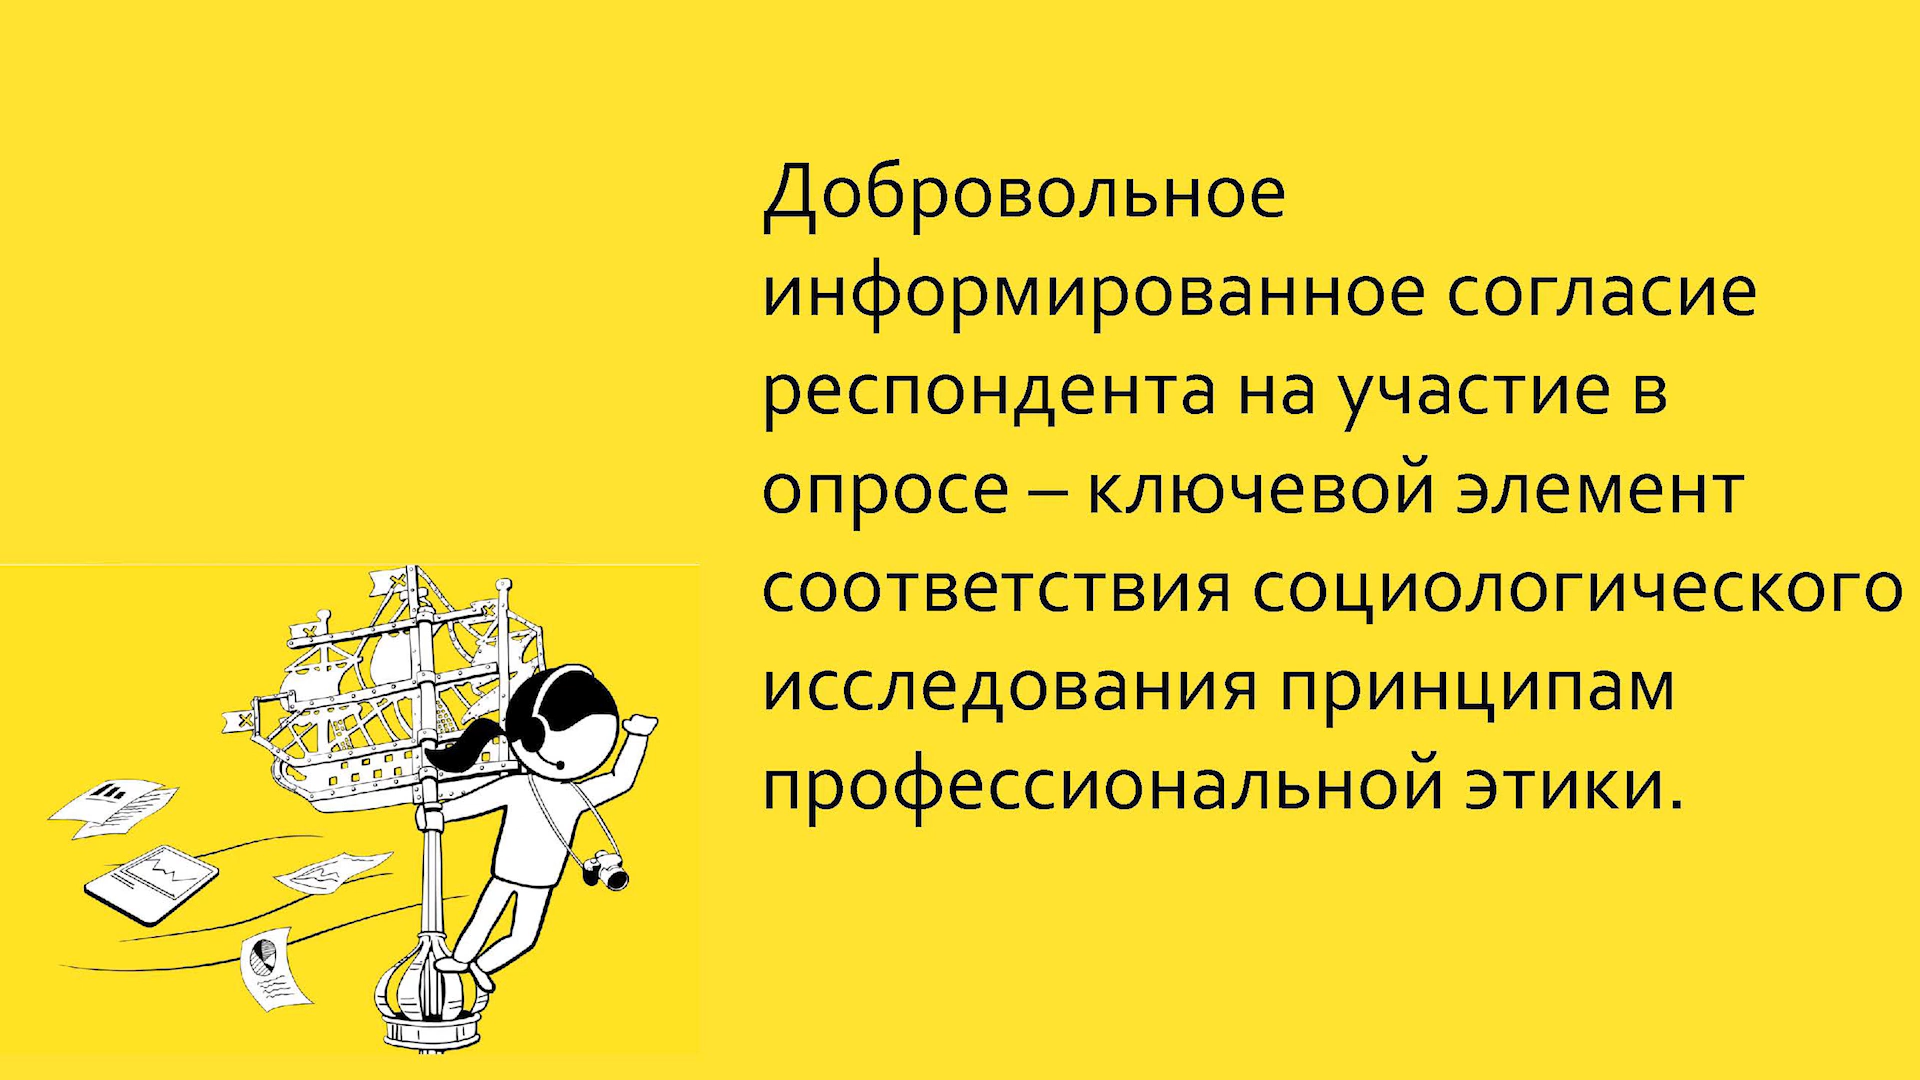 Добровольное
информированное согласие
респондента на участие в
опросе – ключевой элемент
соответствия социологического
исследования принципам
профессиональной этики.